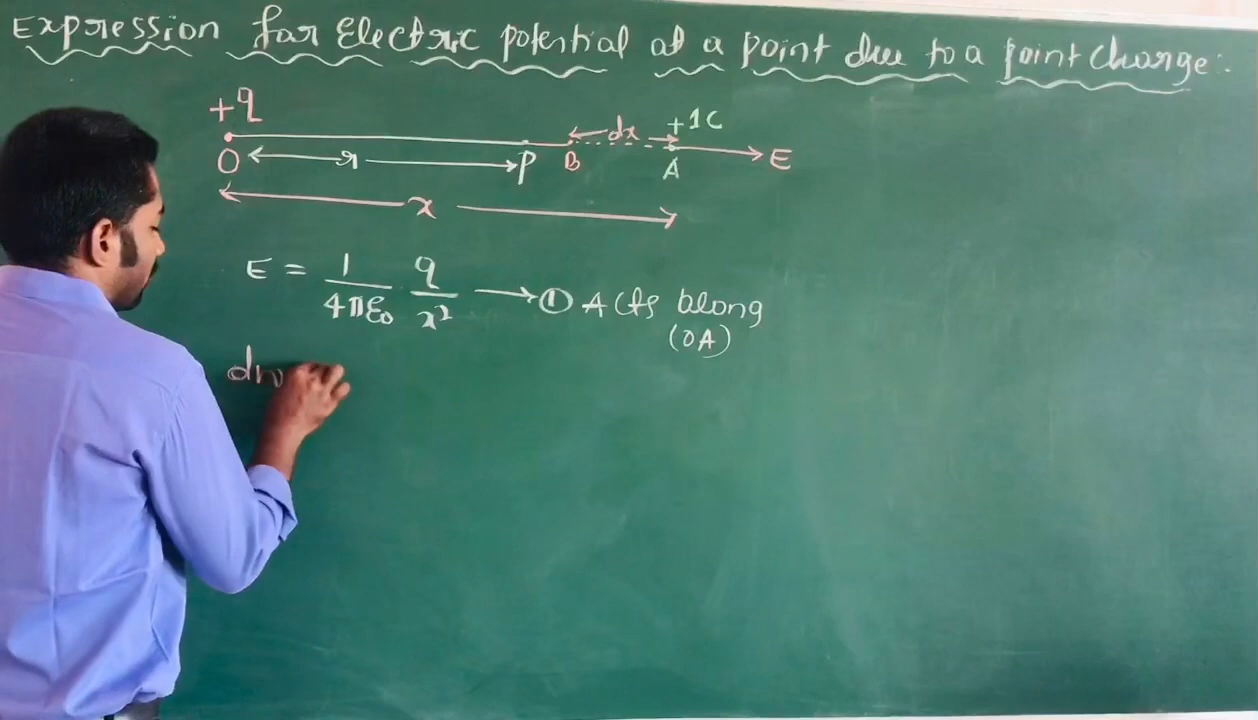 Expression for Electric potential at a point due to a point charge:-
+q
dx +1C
O r P B A E
x
E = 1/4πε₀ q/x² → ① Acts along
(OA)
dw